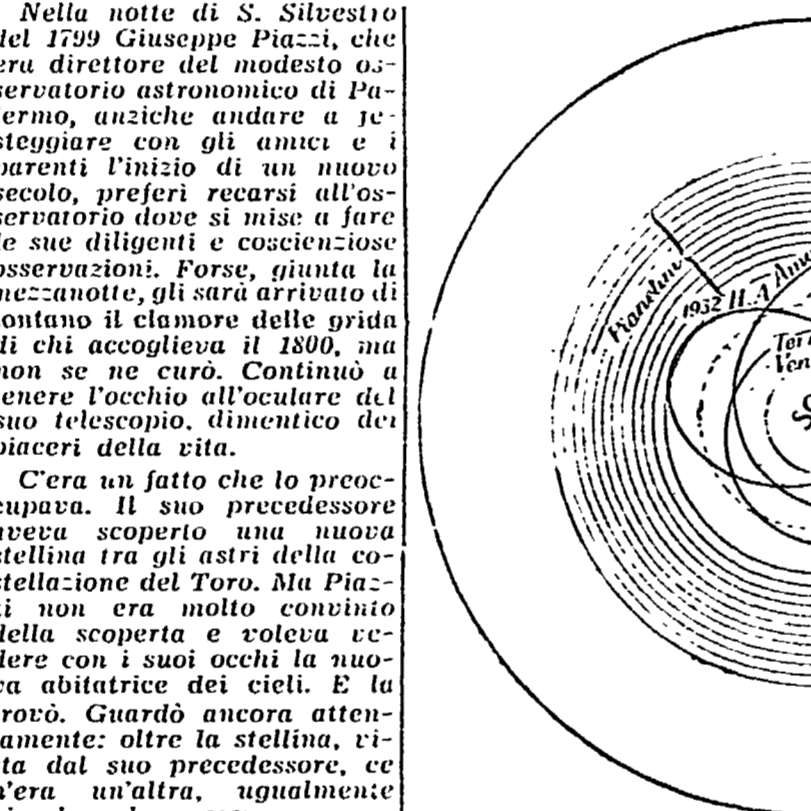 Nella notte di S. Silvestro
del 1799 Giuseppe Piazzi, che
era direttore del modesto os-
servatorio astronomico di Pa-
lermo, anziche andare a fe-
steggiare con gli amici e i
parenti l'inizio di un nuovo
secolo, preferì recarsi all'os-
servatorio dove si mise a fare
le sue diligenti e coscienziose
osservazioni. Forse, giunta la
mezzanotte, gli sarà arrivato di
lontano il clamore delle grida
di chi accoglieva il 1800, ma
non se ne curò. Continuò a
tenere l'occhio all'oculare del
suo telescopio, dimentico dei
piaceri della vita.
C'era un fatto che lo preoc-
cupava. Il suo precedessore
aveva scoperto una nuova
stellina tra gli astri della co-
stellazione del Toro. Ma Piaz-
zi non era molto convinto
della scoperta e voleva ve-
dere con i suoi occhi la nuo-
va abitatrice dei cieli. E la
trovò. Guardò ancora atten-
tamente: oltre la stellina, vi-
sta dal suo precedessore, ce
n'era un'altra, ugualmente
Pianetini
1932 H.A